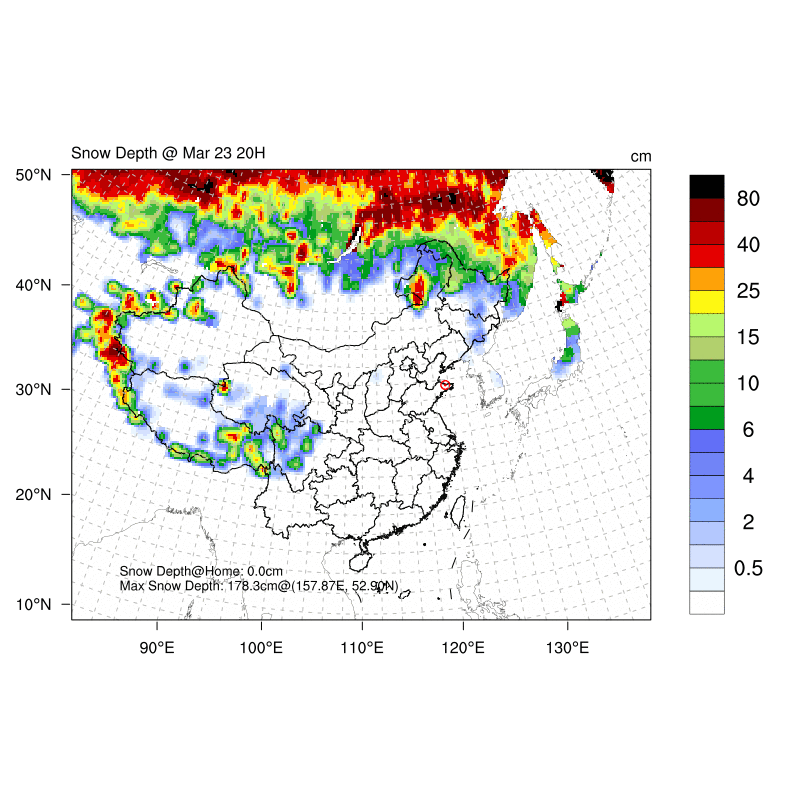 Snow Depth @ Mar 23 20H
cm
50°N
40°N
30°N
20°N
10°N
90°E
100°E
110°E
120°E
130°E
80
40
25
15
10
6
4
2
0.5
Snow Depth@Home: 0.0cm
Max Snow Depth: 178.3cm@(157.87E, 52.90N)